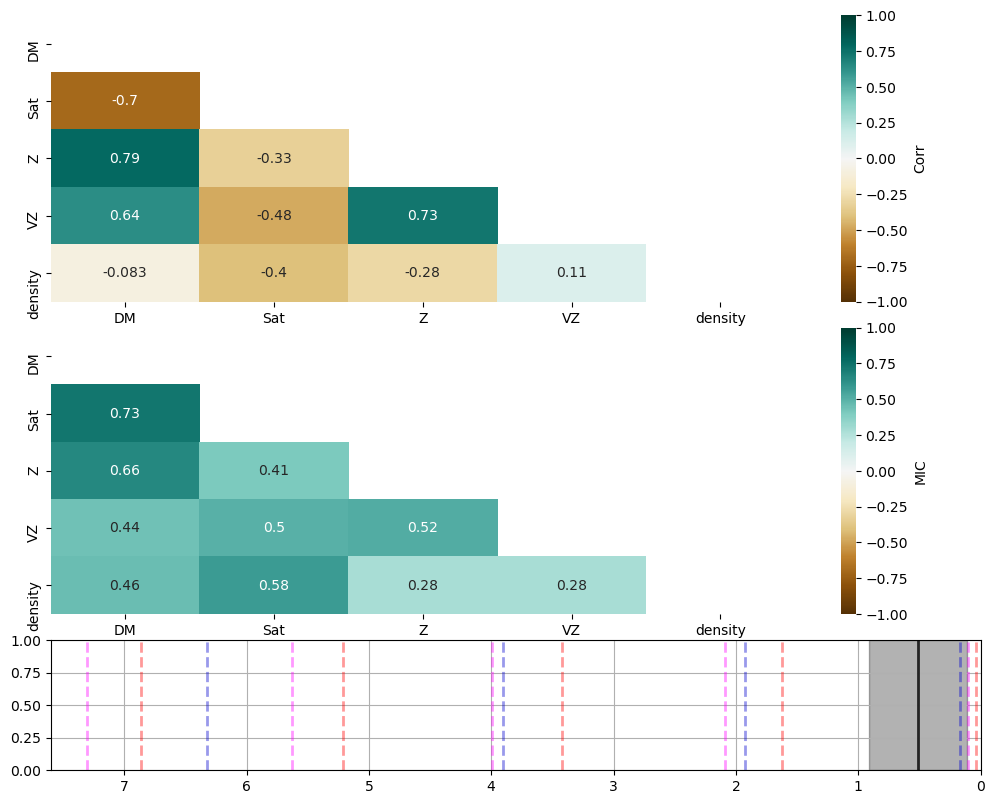 DM
Sat
Z
VZ
density
-0.7
0.79
-0.33
0.64
-0.48
0.73
-0.083
-0.4
-0.28
0.11
DM
Sat
Z
VZ
density
1.00
0.75
0.50
0.25
0.00
−0.25
−0.50
−0.75
−1.00
Corr
DM
Sat
Z
VZ
density
0.73
0.66
0.41
0.44
0.5
0.52
0.46
0.58
0.28
0.28
DM
Sat
Z
VZ
density
1.00
0.75
0.50
0.25
0.00
−0.25
−0.50
−0.75
−1.00
MIC
1.00
0.75
0.50
0.25
0.00
7
6
5
4
3
2
1
0